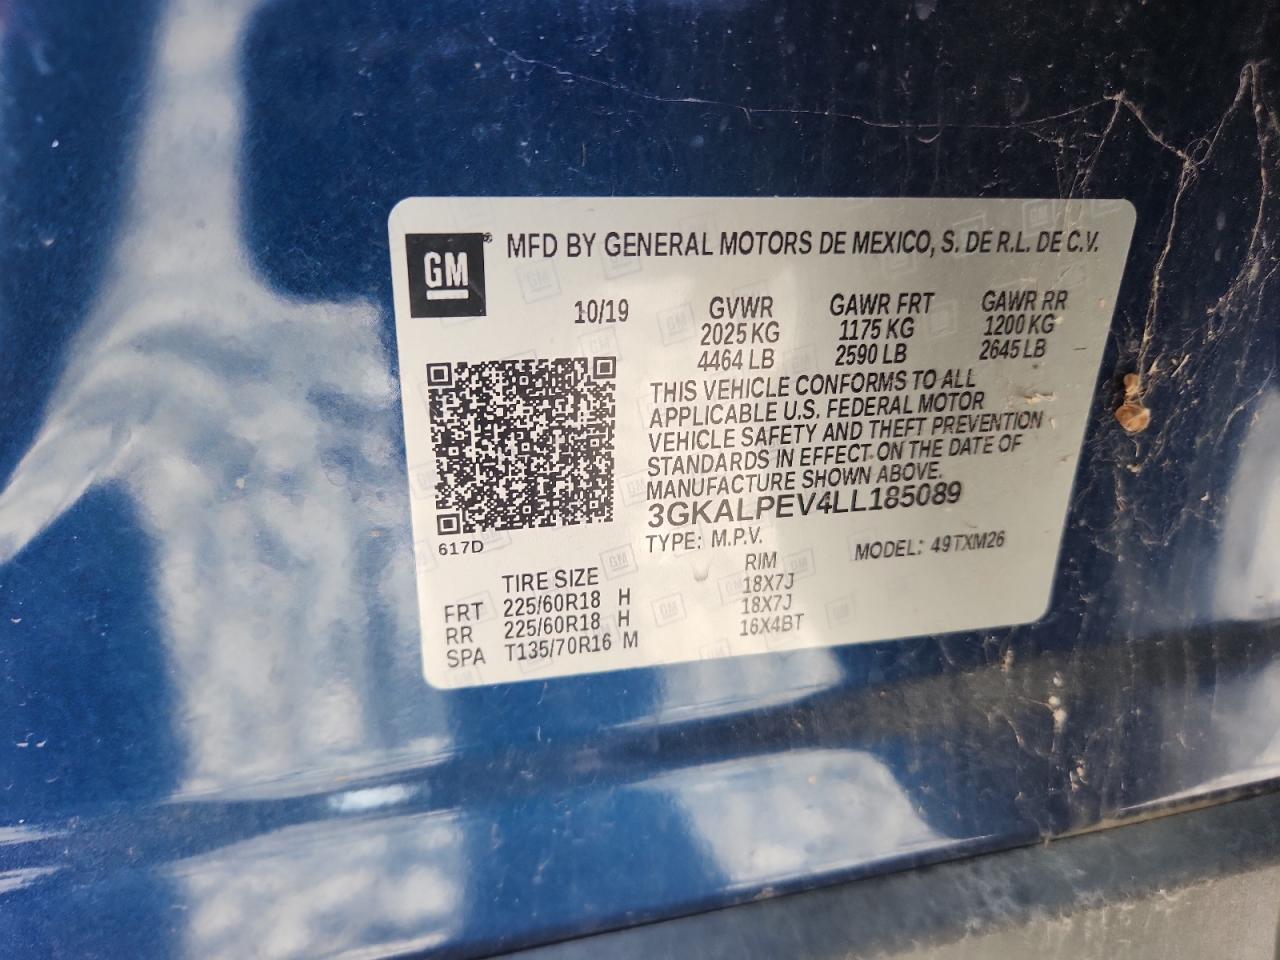 GM MFD BY GENERAL MOTORS DE MEXICO, S. DE R.L. DE C.V.
10/19 GVWR GAWR FRT GAWR RR
2025 KG 1175 KG 1200 KG
4464 LB 2590 LB 2645 LB
THIS VEHICLE CONFORMS TO ALL
APPLICABLE U.S. FEDERAL MOTOR
VEHICLE SAFETY AND THEFT PREVENTION
STANDARDS IN EFFECT ON THE DATE OF
MANUFACTURE SHOWN ABOVE.
3GKALPEV4LL185089
617D
TYPE: M.P.V. MODEL: 49TXM26
TIRE SIZE RIM
FRT 225/60R18 H 18X7J
RR 225/60R18 H 18X7J
SPA T135/70R16 M 16X4BT